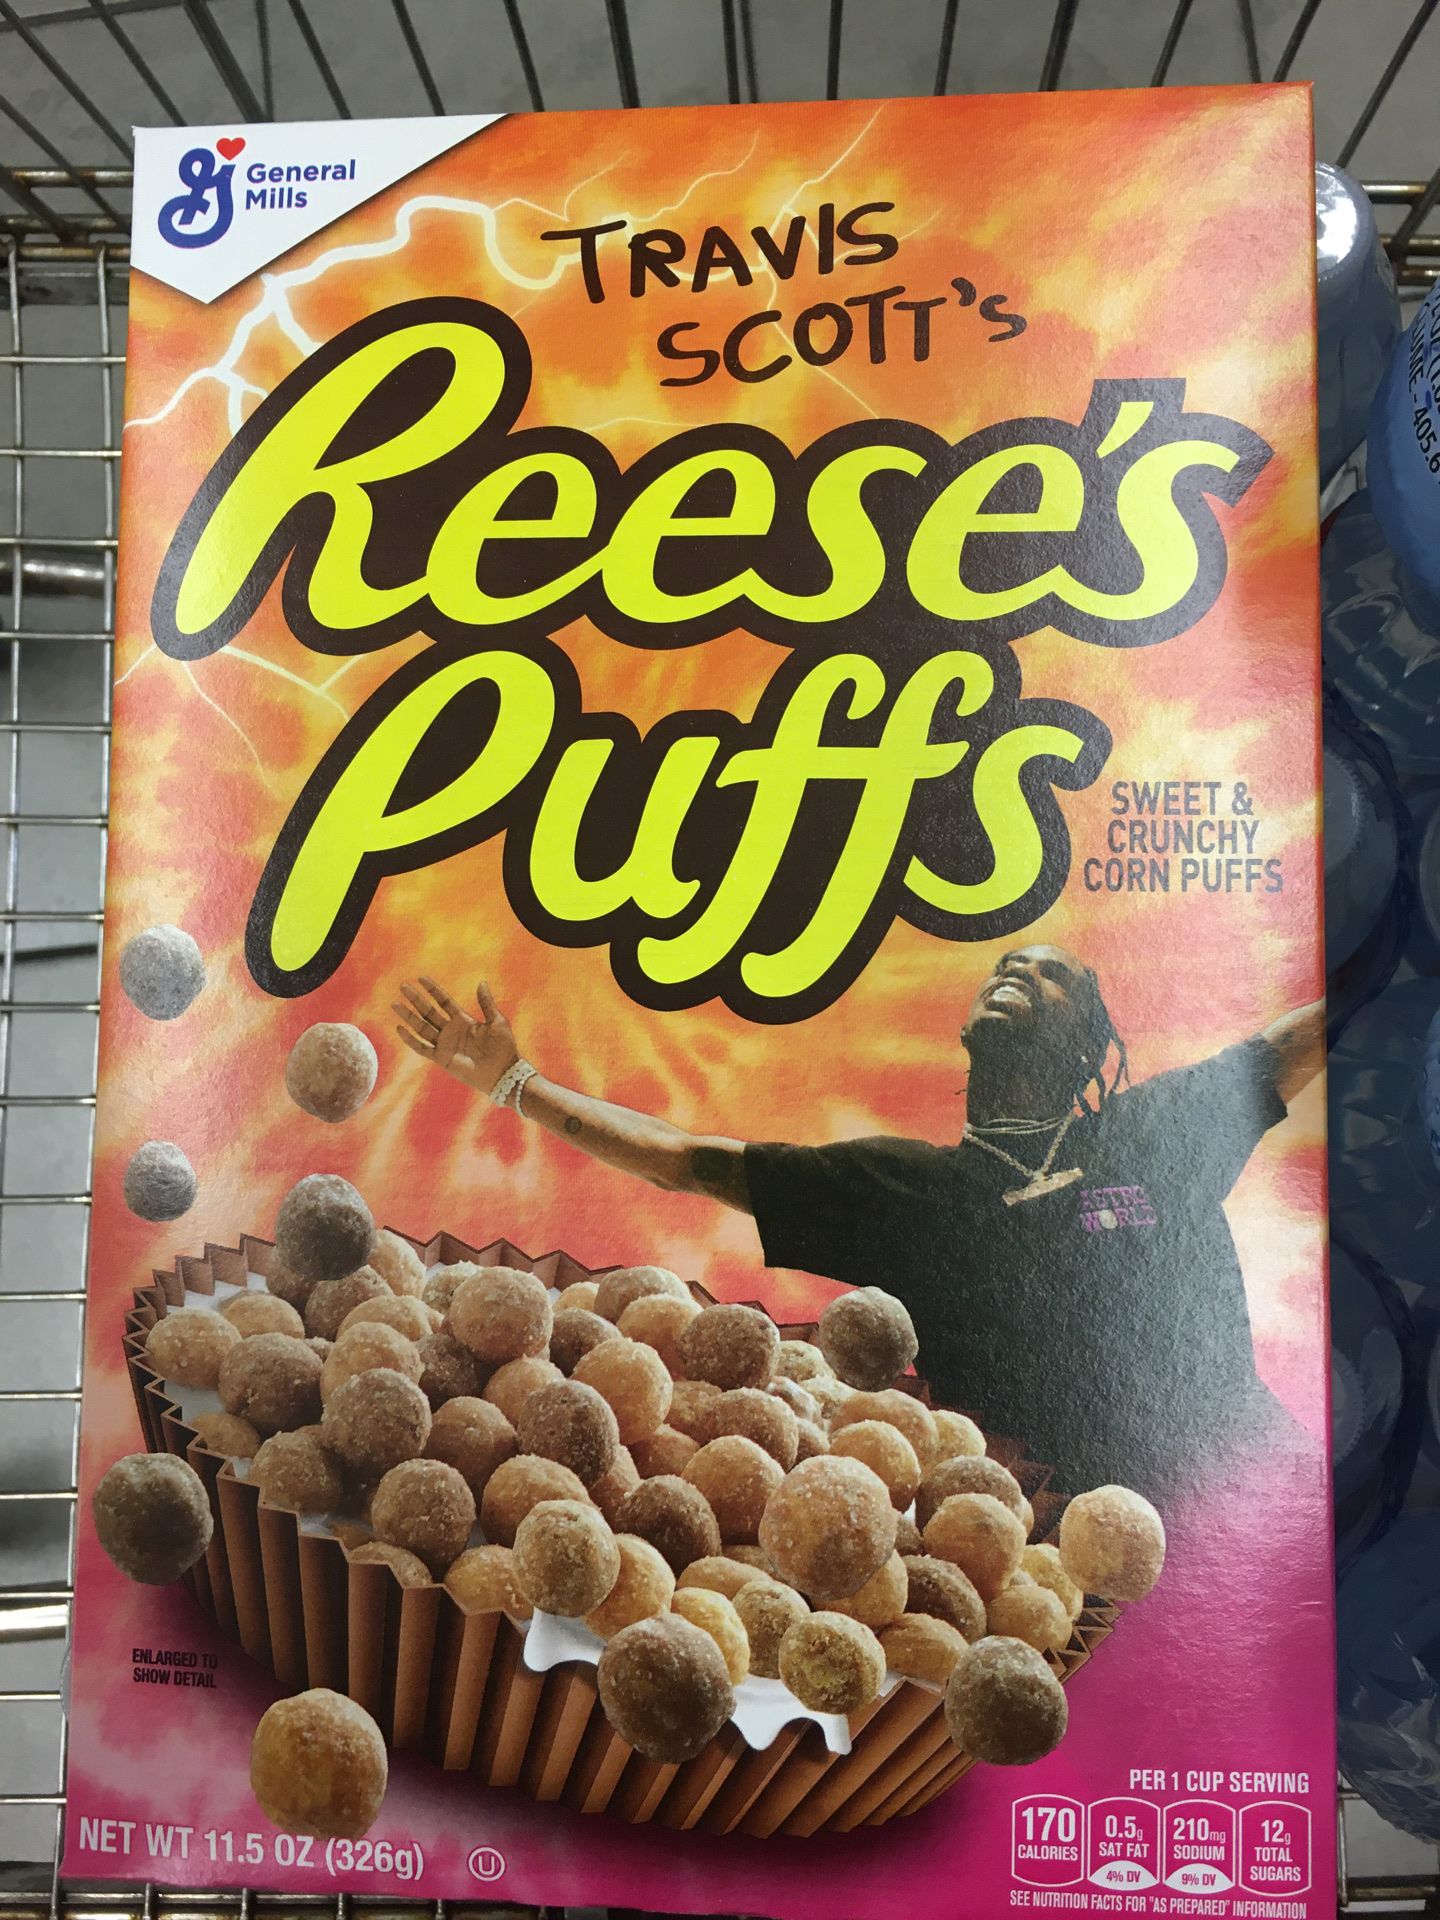 General
Mills
TRAVIS
SCOTT'S
Reese's
Puffs
SWEET &
CRUNCHY
CORN PUFFS
ASTRO
WORLD
ENLARGED TO
SHOW DETAIL
NET WT 11.5 OZ (326g)
U
PER 1 CUP SERVING
170 CALORIES
0.5g SAT FAT 4% DV
210mg SODIUM 9% DV
12g TOTAL SUGARS
SEE NUTRITION FACTS FOR "AS PREPARED" INFORMATION